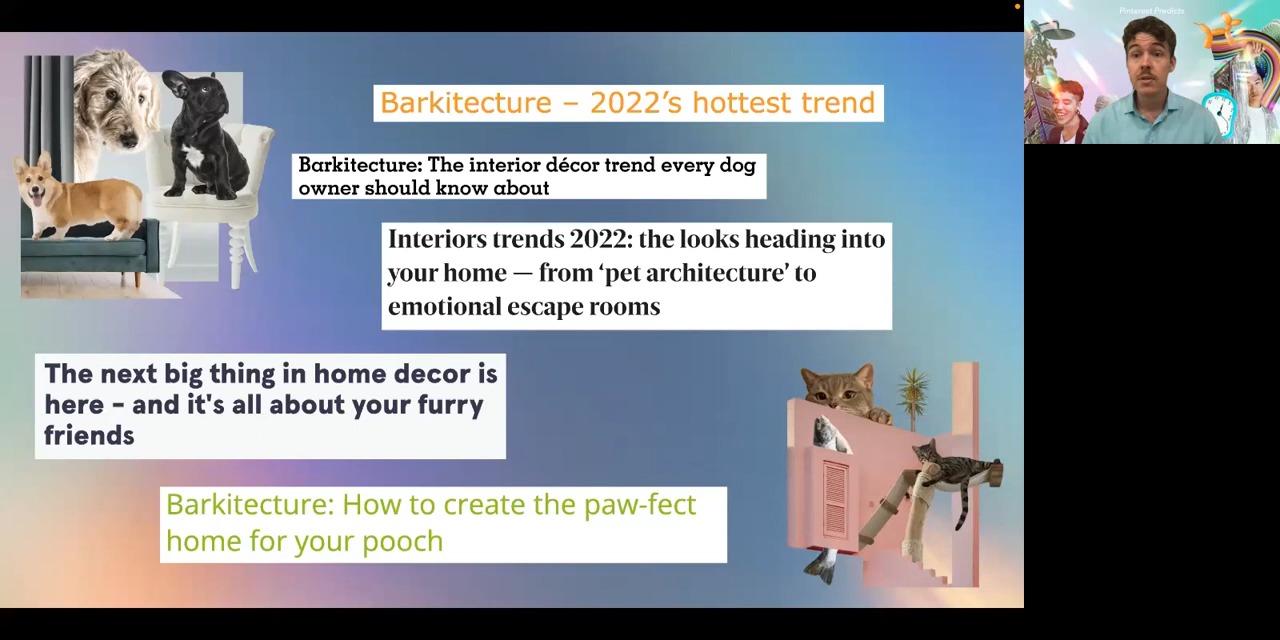 Pinterest Predicts
Barkitecture – 2022’s hottest trend
Barkitecture: The interior décor trend every dog
owner should know about
Interiors trends 2022: the looks heading into
your home — from ‘pet architecture’ to
emotional escape rooms
The next big thing in home decor is
here – and it's all about your furry
friends
Barkitecture: How to create the paw-fect
home for your pooch